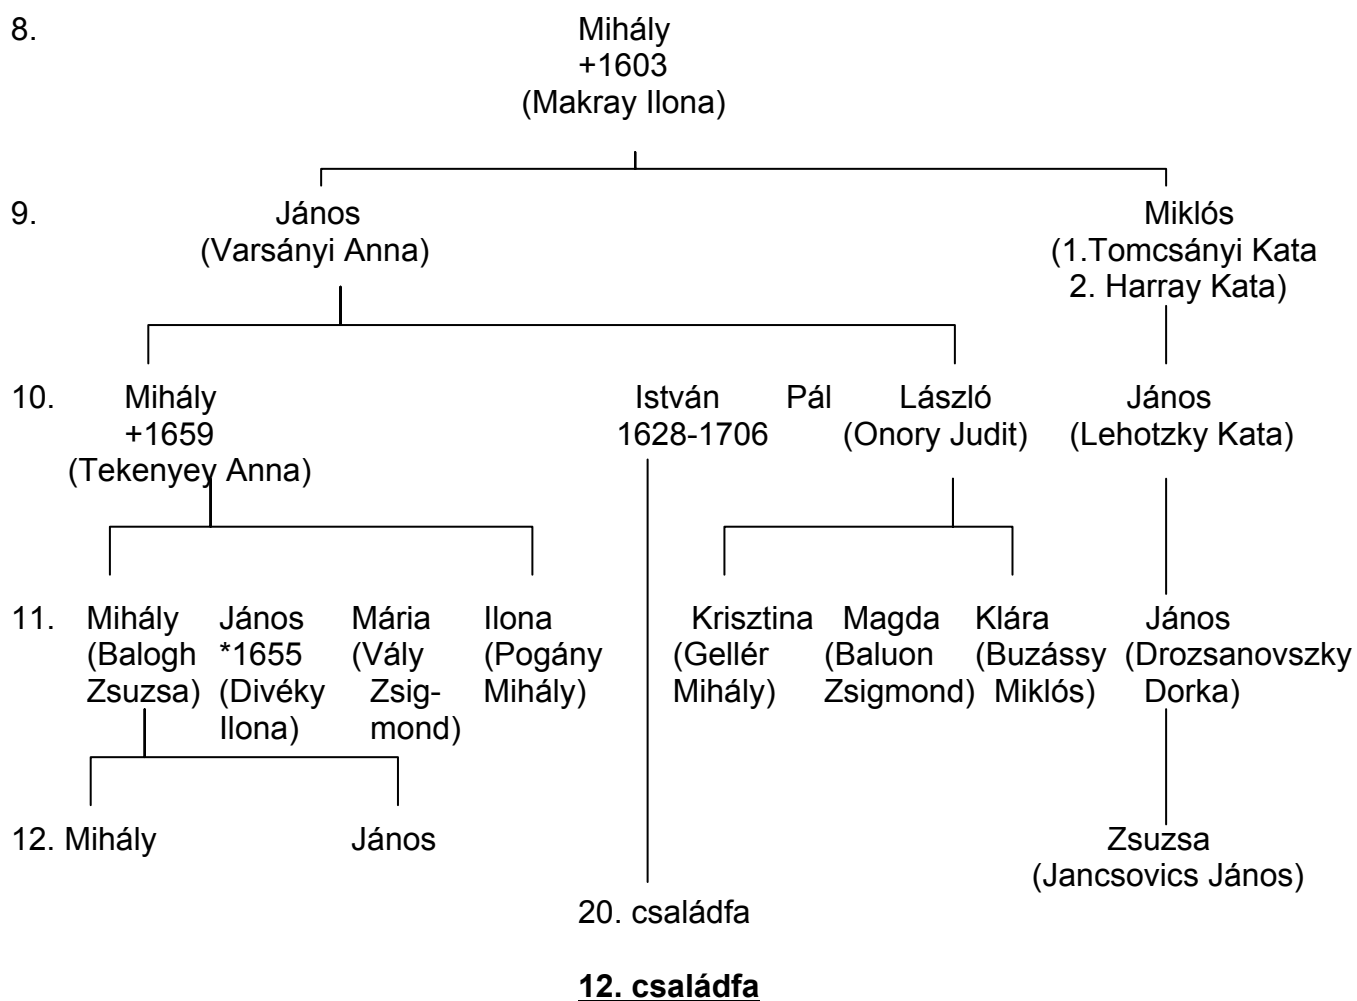 8. Mihály
+1603
(Makray Ilona)
9. János Miklós
(Varsányi Anna) (1.Tomcsányi Kata
2. Harray Kata)
10. Mihály István Pál László János
+1659 1628-1706 (Onory Judit) (Lehotzky Kata)
(Tekenyey Anna)
11. Mihály János Mária Ilona Krisztina Magda Klára János
(Balogh *1655 (Vály (Pogány (Gellér (Baluon (Buzássy (Drozsanovszky
Zsuzsa) (Divéky Zsig- Mihály) Mihály) Zsigmond) Miklós) Dorka)
Ilona) mond)
12. Mihály János Zsuzsa
(Jancsovics János)
20. családfa
12. családfa